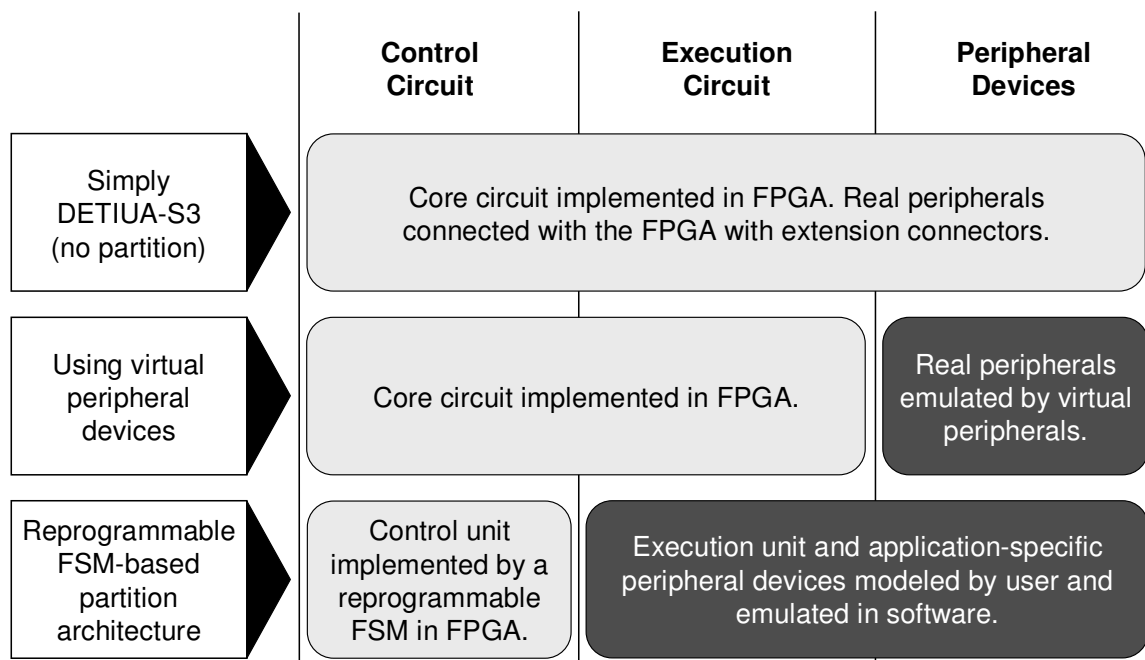 Control
Circuit
Execution
Circuit
Peripheral
Devices
Simply
DETIUA-S3
(no partition)
Core circuit implemented in FPGA. Real peripherals
connected with the FPGA with extension connectors.
Using virtual
peripheral
devices
Core circuit implemented in FPGA.
Real peripherals
emulated by virtual
peripherals.
Reprogrammable
FSM-based
partition
architecture
Control unit
implemented by a
reprogrammable
FSM in FPGA.
Execution unit and application-specific
peripheral devices modeled by user and
emulated in software.